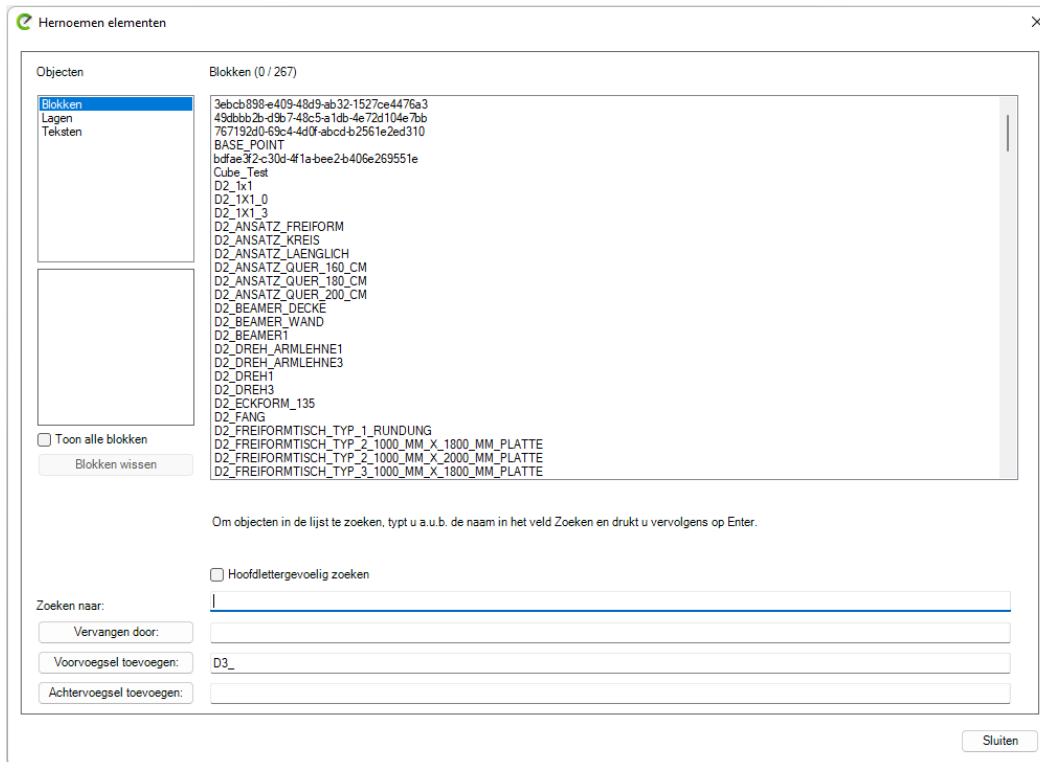 Hernoemen elementen
Objecten
Blokken (0 / 267)
Blokken
Lagen
Teksten
3ebcb898-e409-48d9-ab32-1527ce4476a3
49dbbb2b-d9b7-48c5-a1db-4e72d104e7bb
767192d0-69c4-4d0f-abcd-b2561e2ed310
BASE_POINT
bdfae3f2-c30d-4f1a-bee2-b406e269551e
Cube_Test
D2_1x1
D2_1X1_0
D2_1X1_3
D2_ANSATZ_FREIFORM
D2_ANSATZ_KREIS
D2_ANSATZ_LAENGLICH
D2_ANSATZ_QUER_160_CM
D2_ANSATZ_QUER_180_CM
D2_ANSATZ_QUER_200_CM
D2_BEAMER_DECKE
D2_BEAMER_WAND
D2_BEAMER1
D2_DREH_ARMLEHNE1
D2_DREH_ARMLEHNE3
D2_DREH1
D2_DREH3
D2_ECKFORM_135
D2_FANG
D2_FREIFORMTISCH_TYP_1_RUNDUNG
D2_FREIFORMTISCH_TYP_2_1000_MM_X_1800_MM_PLATTE
D2_FREIFORMTISCH_TYP_2_1000_MM_X_2000_MM_PLATTE
D2_FREIFORMTISCH_TYP_3_1000_MM_X_1800_MM_PLATTE
Toon alle blokken
Blokken wissen
Om objecten in de lijst te zoeken, typt u a.u.b. de naam in het veld Zoeken en drukt u vervolgens op Enter.
Hoofdlettergevoelig zoeken
Zoeken naar:
Vervangen door:
Voorvoegsel toevoegen:
D3_
Achtervoegsel toevoegen:
Sluiten